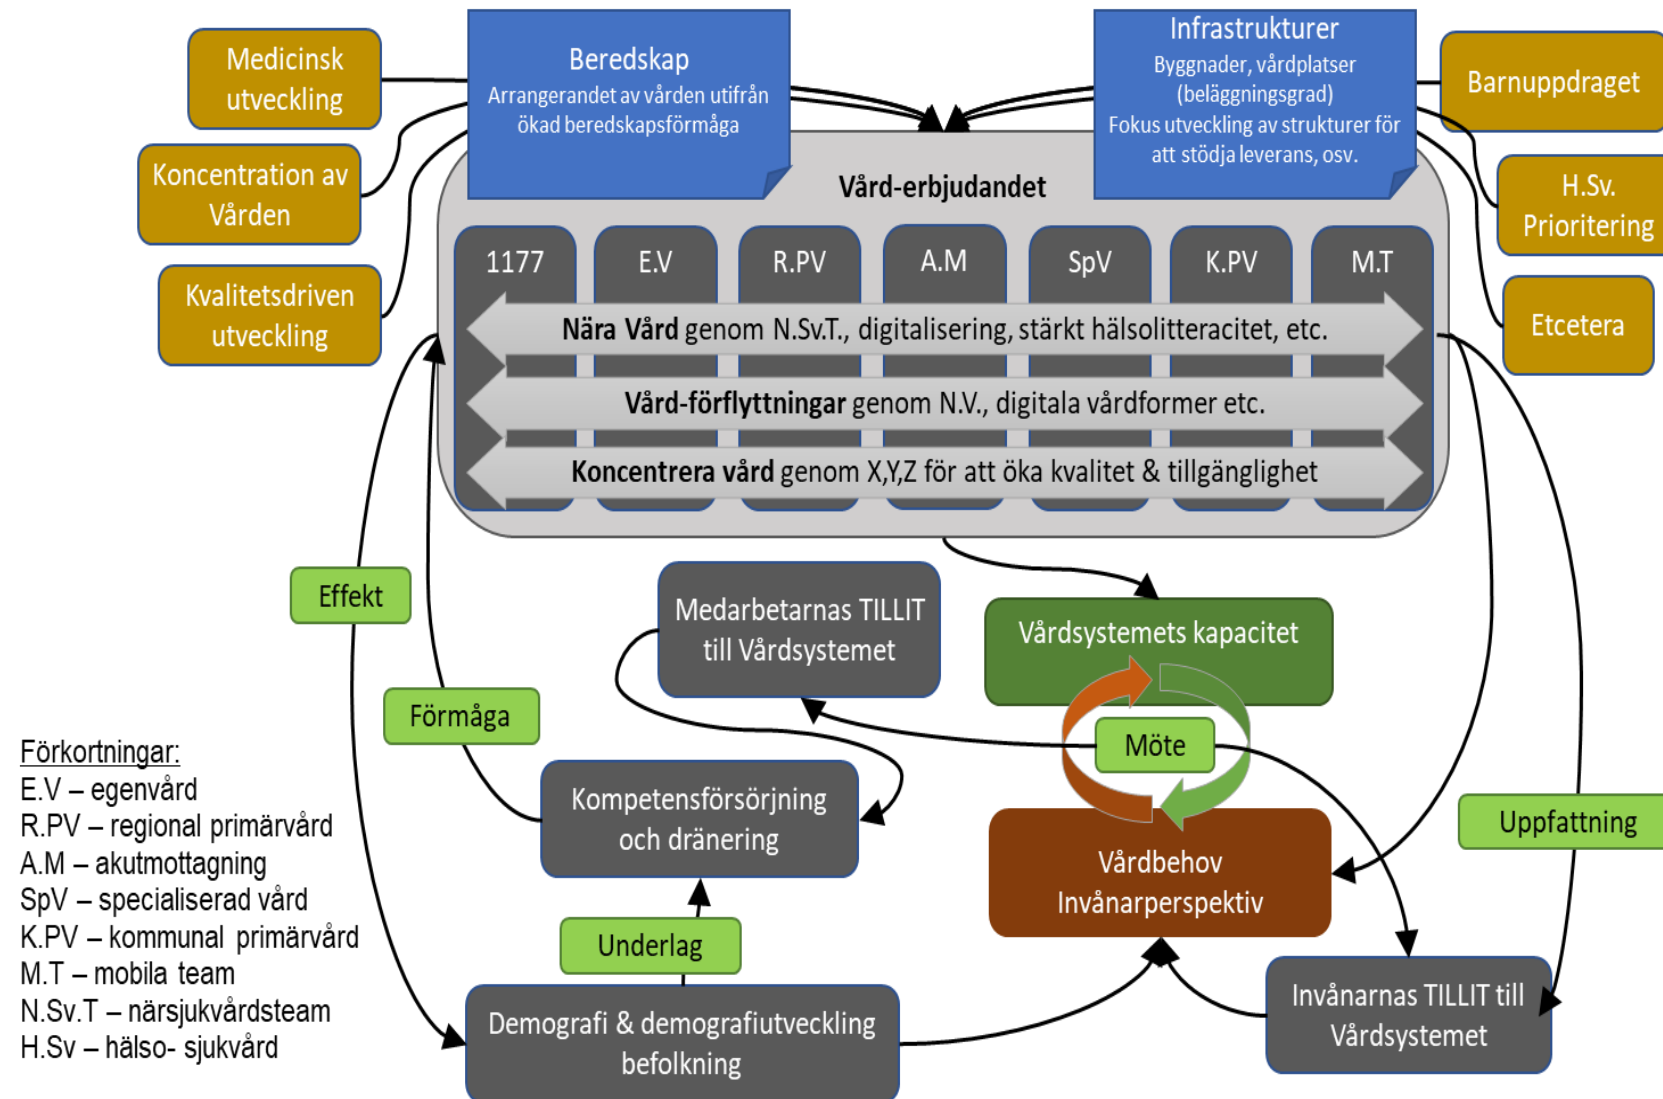 Medicinsk
utveckling
Beredskap
Arrangerandet av vården utifrån
ökad beredskapsförmåga
Infrastrukturer
Byggnader, vårdplatser
(beläggningsgrad)
Fokus utveckling av strukturer för
att stödja leverans, osv.
Barnuppdraget
Koncentration av
Vården
H.Sv.
Prioritering
Kvalitetsdriven
utveckling
Etcetera
Vård-erbjudandet
1177
E.V
R.PV
A.M
SpV
K.PV
M.T
Nära Vård genom N.Sv.T., digitalisering, stärkt hälsolitteracitet, etc.
Vård-förflyttningar genom N.V., digitala vårdformer etc.
Koncentrera vård genom X,Y,Z för att öka kvalitet & tillgänglighet
Effekt
Medarbetarnas TILLIT
till Vårdsystemet
Vårdsystemets kapacitet
Förmåga
Möte
Kompetensförsörjning
och dränering
Uppfattning
Vårdbehov
Invånarperspektiv
Underlag
Demografi & demografiutveckling
befolkning
Invånarnas TILLIT till
Vårdsystemet
Förkortningar:
E.V – egenvård
R.PV – regional primärvård
A.M – akutmottagning
SpV – specialiserad vård
K.PV – kommunal primärvård
M.T – mobila team
N.Sv.T – närsjukvårdsteam
H.Sv – hälso- sjukvård